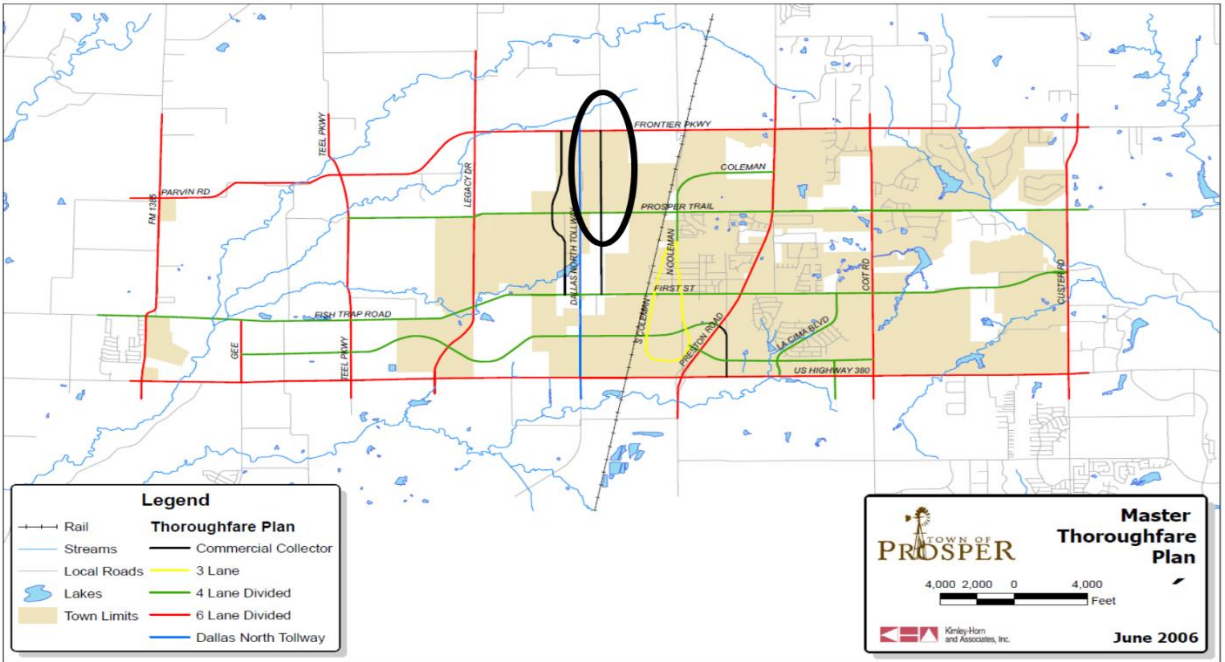 FRONTIER PKWY
TEEL PKWY
COLEMAN
LEGACY DR
PARVIN RD
FM 1385
PROSPER TRAIL
DALLAS NORTH TOLLWAY
N COLEMAN
COIT RD
CUSTER RD
FIRST ST
FISH TRAP ROAD
S COLEMAN
PRESTON ROAD
LA CIMA BLVD
GEE
TEEL PKWY
US HIGHWAY 380
Legend
Rail
Streams
Local Roads
Lakes
Town Limits
Thoroughfare Plan
Commercial Collector
3 Lane
4 Lane Divided
6 Lane Divided
Dallas North Tollway
TOWN OF
PROSPER
Master
Thoroughfare
Plan
4,000 2,000 0 4,000
Feet
Kimley-Horn
and Associates, Inc.
June 2006